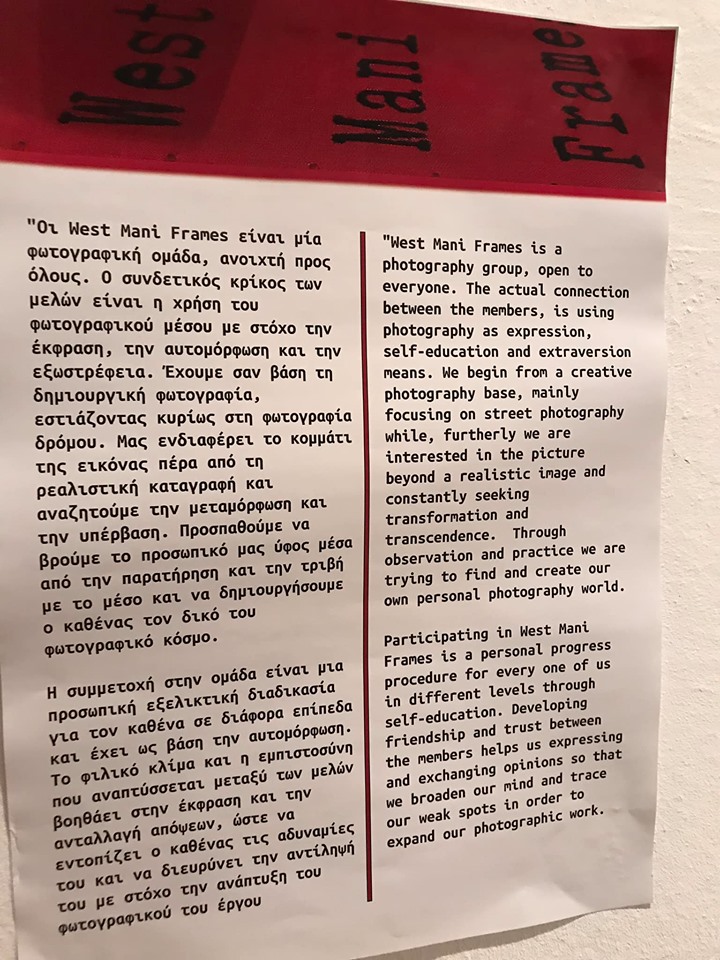 West
Mani
Frame
"Οι West Mani Frames είναι μία
φωτογραφική ομάδα, ανοιχτή προς
όλους. Ο συνδετικός κρίκος των
μελών είναι η χρήση του
φωτογραφικού μέσου με στόχο την
έκφραση, την αυτομόρφωση και την
εξωστρέφεια. Έχουμε σαν βάση τη
δημιουργική φωτογραφία,
εστιάζοντας κυρίως στη φωτογραφία
δρόμου. Μας ενδιαφέρει το κομμάτι
της εικόνας πέρα από τη
ρεαλιστική καταγραφή και
αναζητούμε την μεταμόρφωση και
την υπέρβαση. Προσπαθούμε να
βρούμε το προσωπικό μας ύφος μέσα
από την παρατήρηση και την τριβή
με το μέσο και να δημιουργήσουμε
ο καθένας τον δικό του
φωτογραφικό κόσμο.
Η συμμετοχή στην ομάδα είναι μια
προσωπική εξελικτική διαδικασία
για τον καθένα σε διάφορα επίπεδα
και έχει ως βάση την αυτομόρφωση.
Το φιλικό κλίμα και η εμπιστοσύνη
που αναπτύσσεται μεταξύ των μελών
βοηθάει στην έκφραση και την
ανταλλαγή απόψεων, ώστε να
εντοπίζει ο καθένας τις αδυναμίες
του και να διευρύνει την αντίληψή
του με στόχο την ανάπτυξη του
φωτογραφικού του έργου
"West Mani Frames is a
photography group, open to
everyone. The actual connection
between the members, is using
photography as expression,
self-education and extraversion
means. We begin from a creative
photography base, mainly
focusing on street photography
while, furtherly we are
interested in the picture
beyond a realistic image and
constantly seeking
transformation and
transcendence. Through
observation and practice we are
trying to find and create our
own personal photography world.
Participating in West Mani
Frames is a personal progress
procedure for every one of us
in different levels through
self-education. Developing
friendship and trust between
the members helps us expressing
and exchanging opinions so that
we broaden our mind and trace
our weak spots in order to
expand our photographic work.